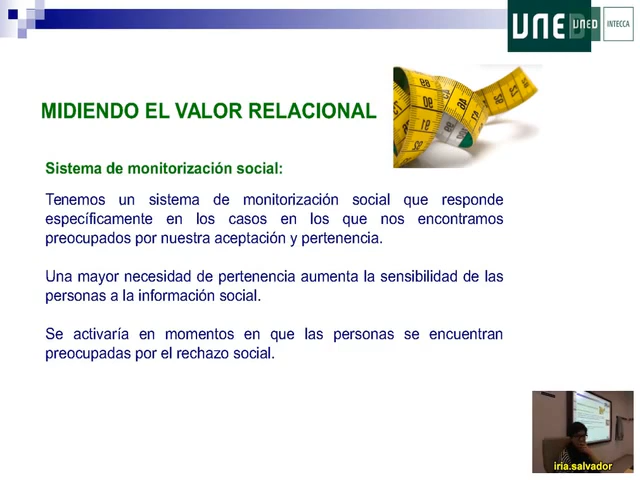 UNED
UNED
INTECCA
MIDIENDO EL VALOR RELACIONAL
Sistema de monitorización social:
Tenemos un sistema de monitorización social que responde
específicamente en los casos en los que nos encontramos
preocupados por nuestra aceptación y pertenencia.
Una mayor necesidad de pertenencia aumenta la sensibilidad de las
personas a la información social.
Se activaría en momentos en que las personas se encuentran
preocupadas por el rechazo social.
iria.salvador